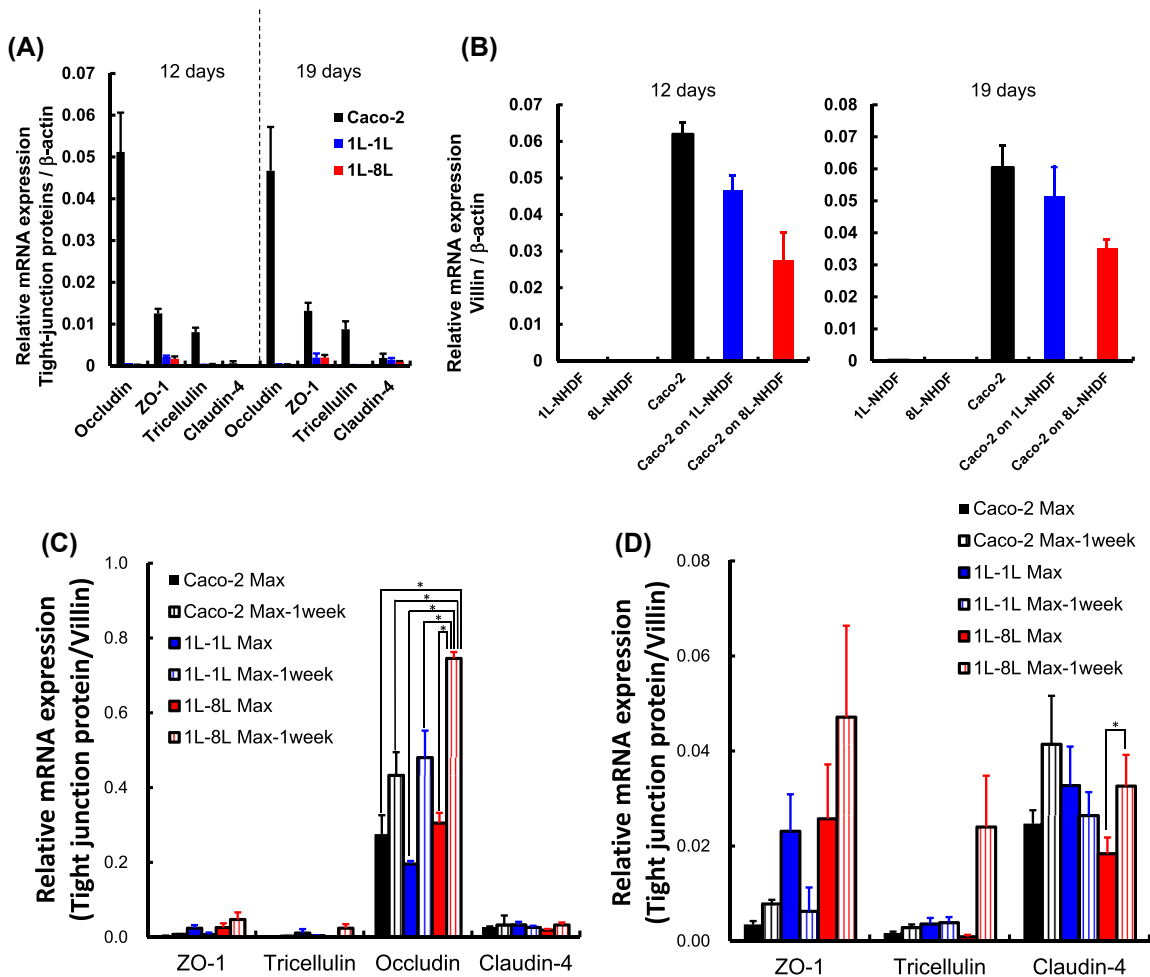 (A)
12 days
19 days
Relative mRNA expression
Tight-junction proteins / β-actin
0.07
0.06
0.05
0.04
0.03
0.02
0.01
0
Caco-2
1L-1L
1L-8L
Occludin
ZO-1
Tricellulin
Claudin-4
Occludin
ZO-1
Tricellulin
Claudin-4
(B)
12 days
19 days
Relative mRNA expression
Villin / β-actin
0.07
0.06
0.05
0.04
0.03
0.02
0.01
0
1L-NHDF
8L-NHDF
Caco-2
Caco-2 on 1L-NHDF
Caco-2 on 8L-NHDF
0.08
0.07
0.06
0.05
0.04
0.03
0.02
0.01
0
1L-NHDF
8L-NHDF
Caco-2
Caco-2 on 1L-NHDF
Caco-2 on 8L-NHDF
(C)
Relative mRNA expression
(Tight junction protein/Villin)
1.0
0.8
0.6
0.4
0.2
0.0
Caco-2 Max
Caco-2 Max-1week
1L-1L Max
1L-1L Max-1week
1L-8L Max
1L-8L Max-1week
*
*
*
*
*
ZO-1
Tricellulin
Occludin
Claudin-4
(D)
Relative mRNA expression
(Tight junction protein/Villin)
0.08
0.06
0.04
0.02
0.00
Caco-2 Max
Caco-2 Max-1week
1L-1L Max
1L-1L Max-1week
1L-8L Max
1L-8L Max-1week
*
ZO-1
Tricellulin
Claudin-4